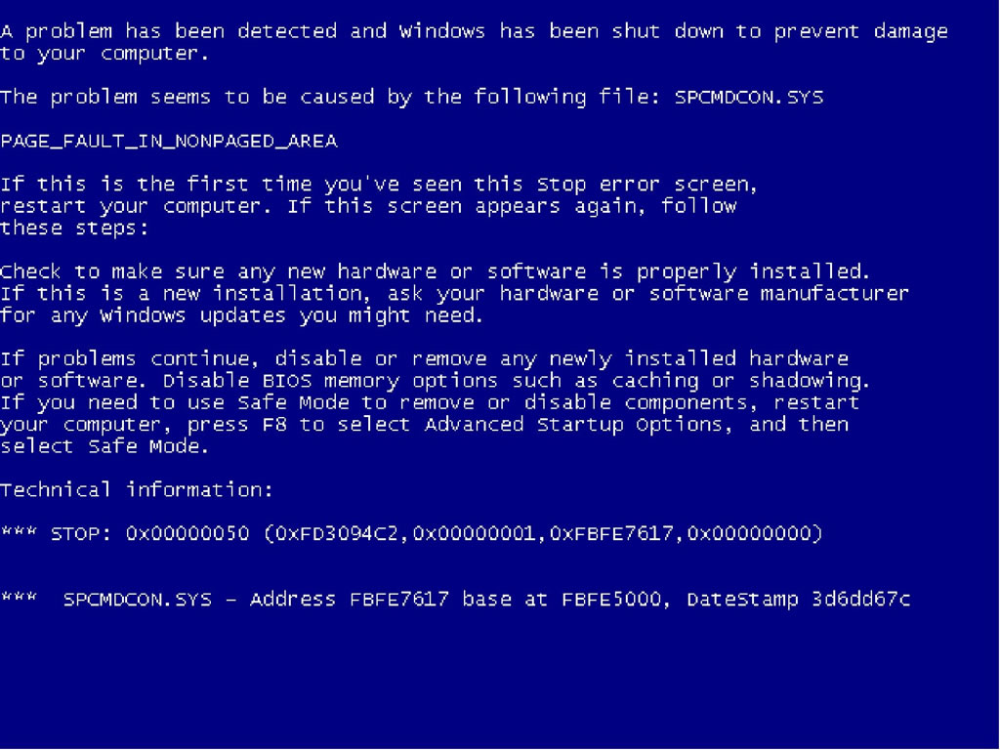 A problem has been detected and Windows has been shut down to prevent damage
to your computer.
The problem seems to be caused by the following file: SPCMDCON.SYS
PAGE_FAULT_IN_NONPAGED_AREA
If this is the first time you've seen this Stop error screen,
restart your computer. If this screen appears again, follow
these steps:
Check to make sure any new hardware or software is properly installed.
If this is a new installation, ask your hardware or software manufacturer
for any Windows updates you might need.
If problems continue, disable or remove any newly installed hardware
or software. Disable BIOS memory options such as caching or shadowing.
If you need to use Safe Mode to remove or disable components, restart
your computer, press F8 to select Advanced Startup Options, and then
select Safe Mode.
Technical information:
*** STOP: 0x00000050 (0xFD3094C2,0x00000001,0xFBFE7617,0x00000000)
***  SPCMDCON.SYS – Address FBFE7617 base at FBFE5000, DateStamp 3d6dd67c